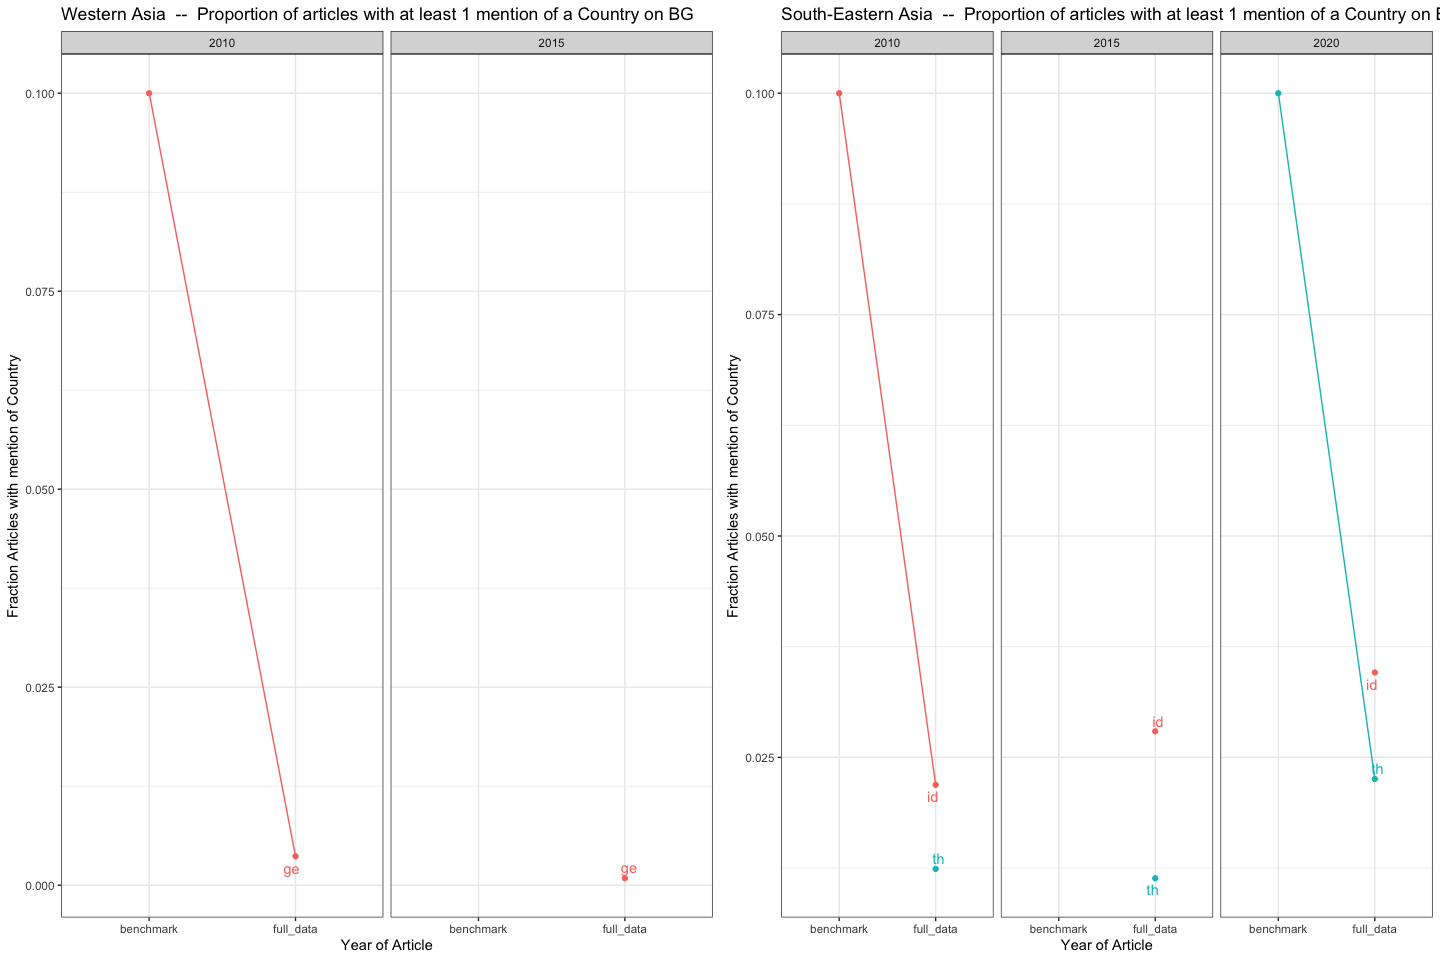 Western Asia  --  Proportion of articles with at least 1 mention of a Country on BG
2010
2015
Fraction Articles with mention of Country
0.100
0.075
0.050
0.025
0.000
ge
ge
benchmark
full_data
benchmark
full_data
Year of Article
South-Eastern Asia  --  Proportion of articles with at least 1 mention of a Country on
2010
2015
2020
Fraction Articles with mention of Country
0.100
0.075
0.050
0.025
id
th
id
th
id
th
benchmark
full_data
benchmark
full_data
benchmark
full_data
Year of Article